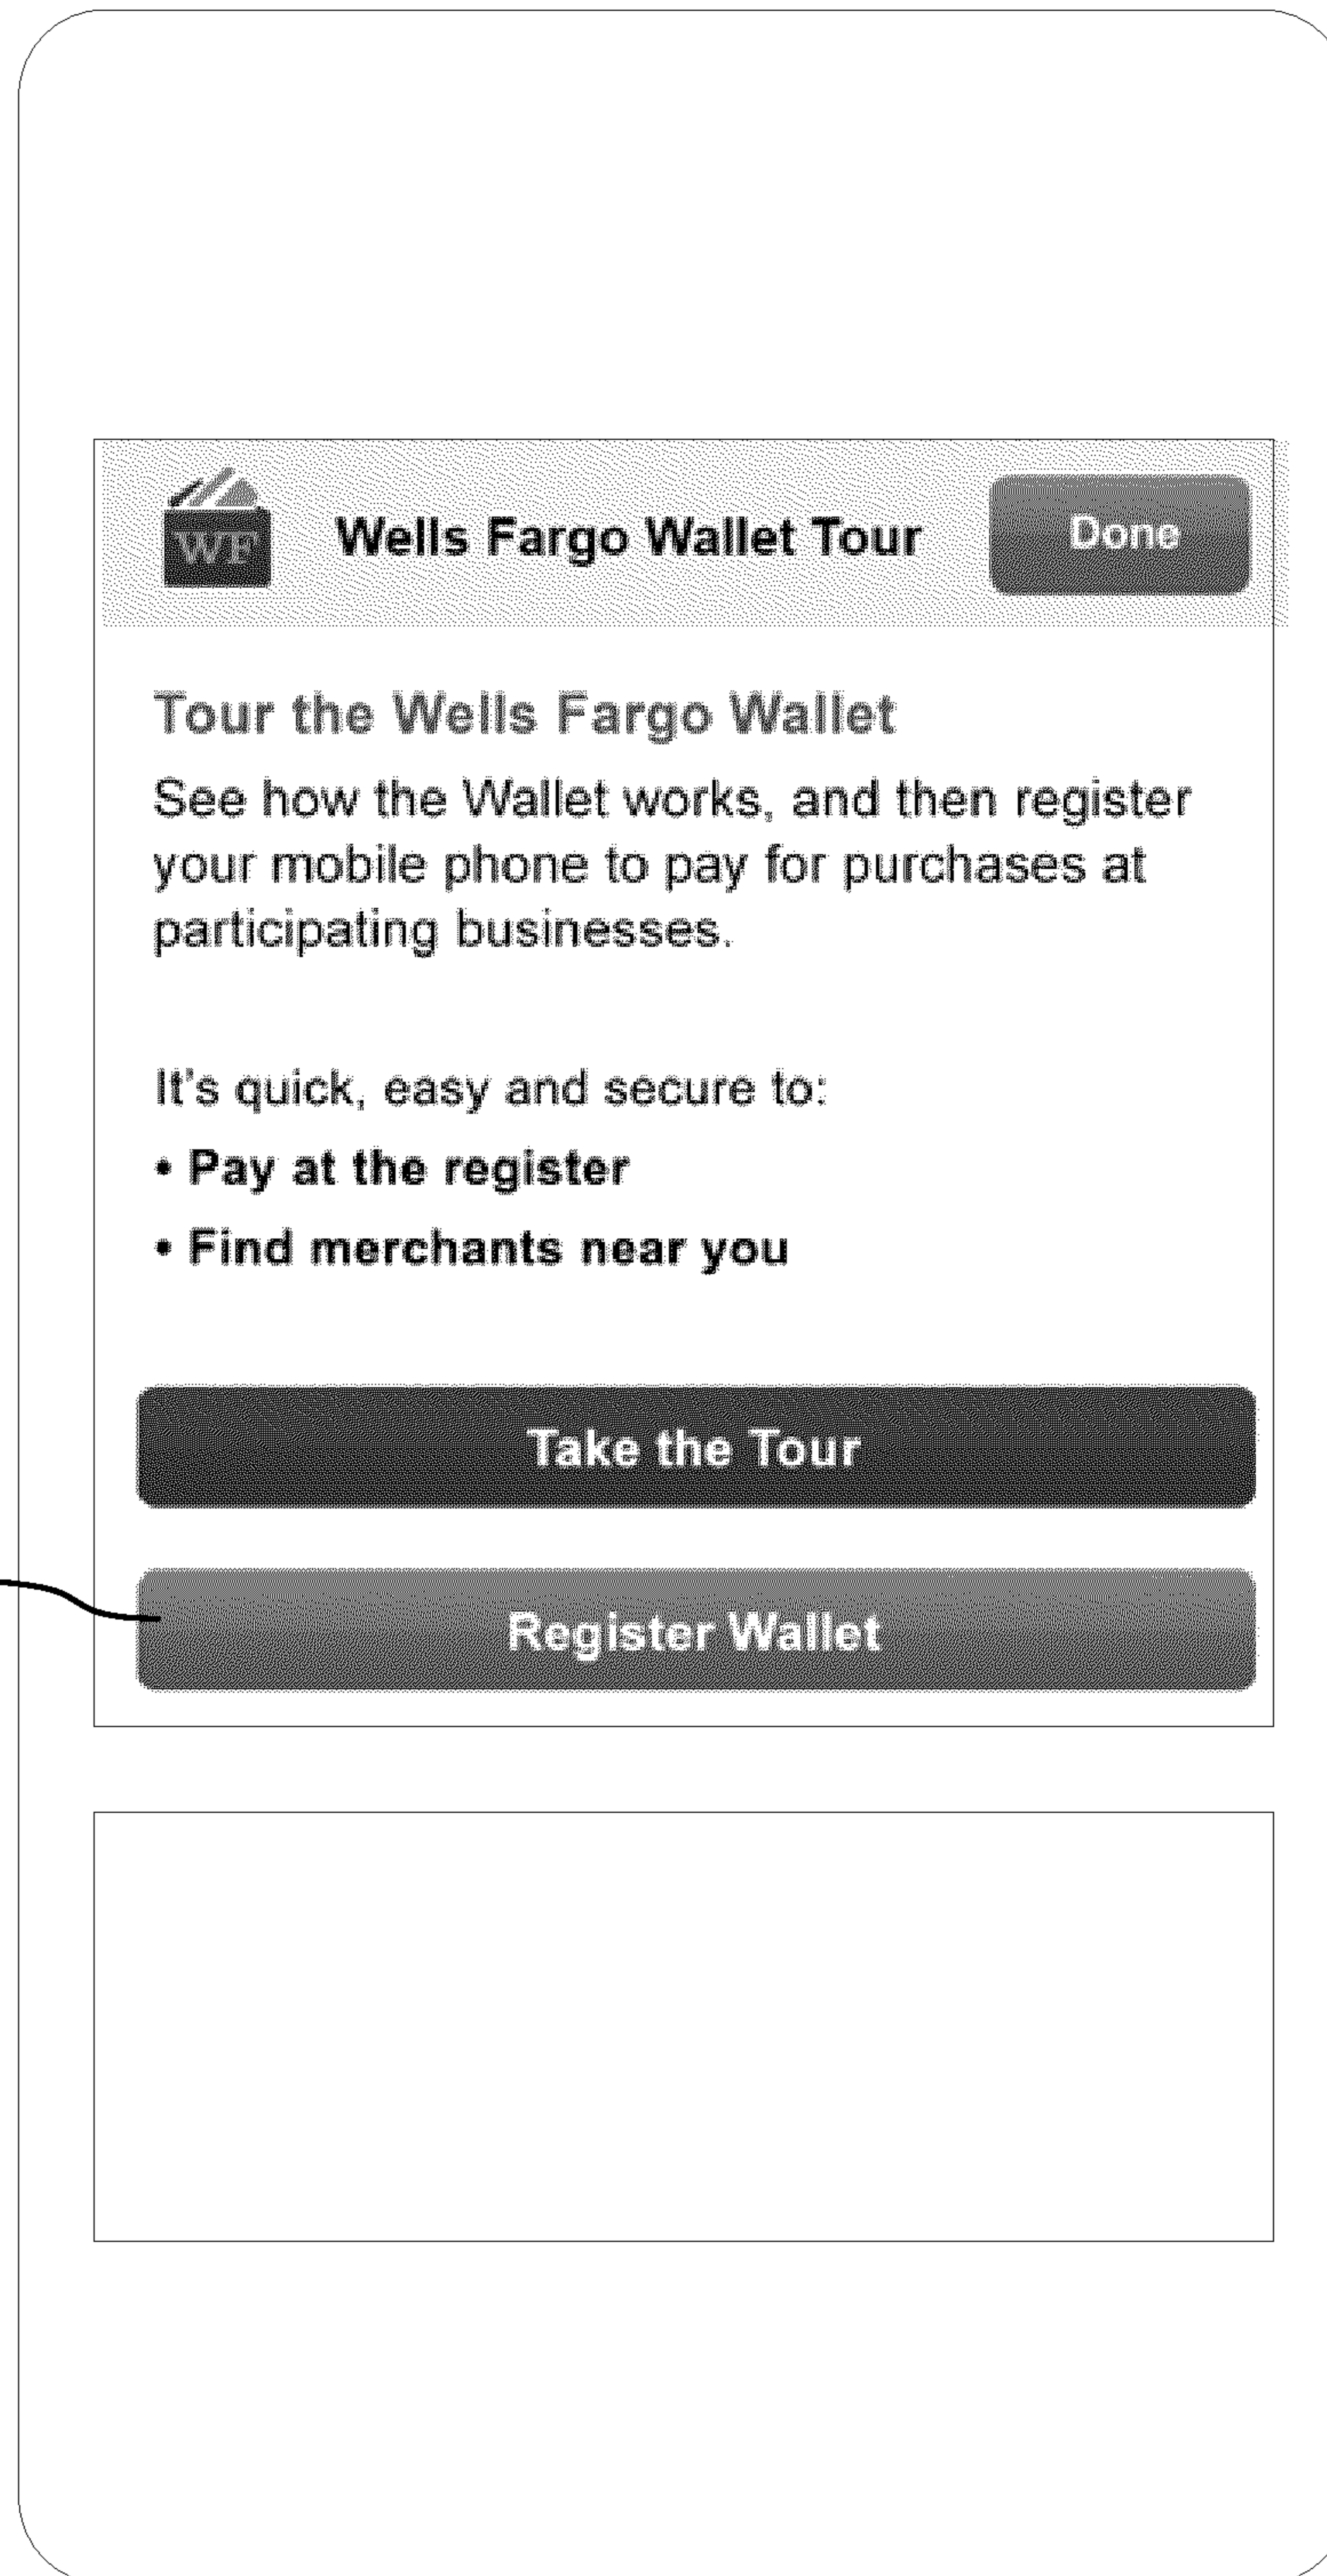 WF
Wells Fargo Wallet Tour
Done
Tour the Wells Fargo Wallet
See how the Wallet works, and then register
your mobile phone to pay for purchases at
participating businesses.
It's quick, easy and secure to:
• Pay at the register
• Find merchants near you
Take the Tour
Register Wallet